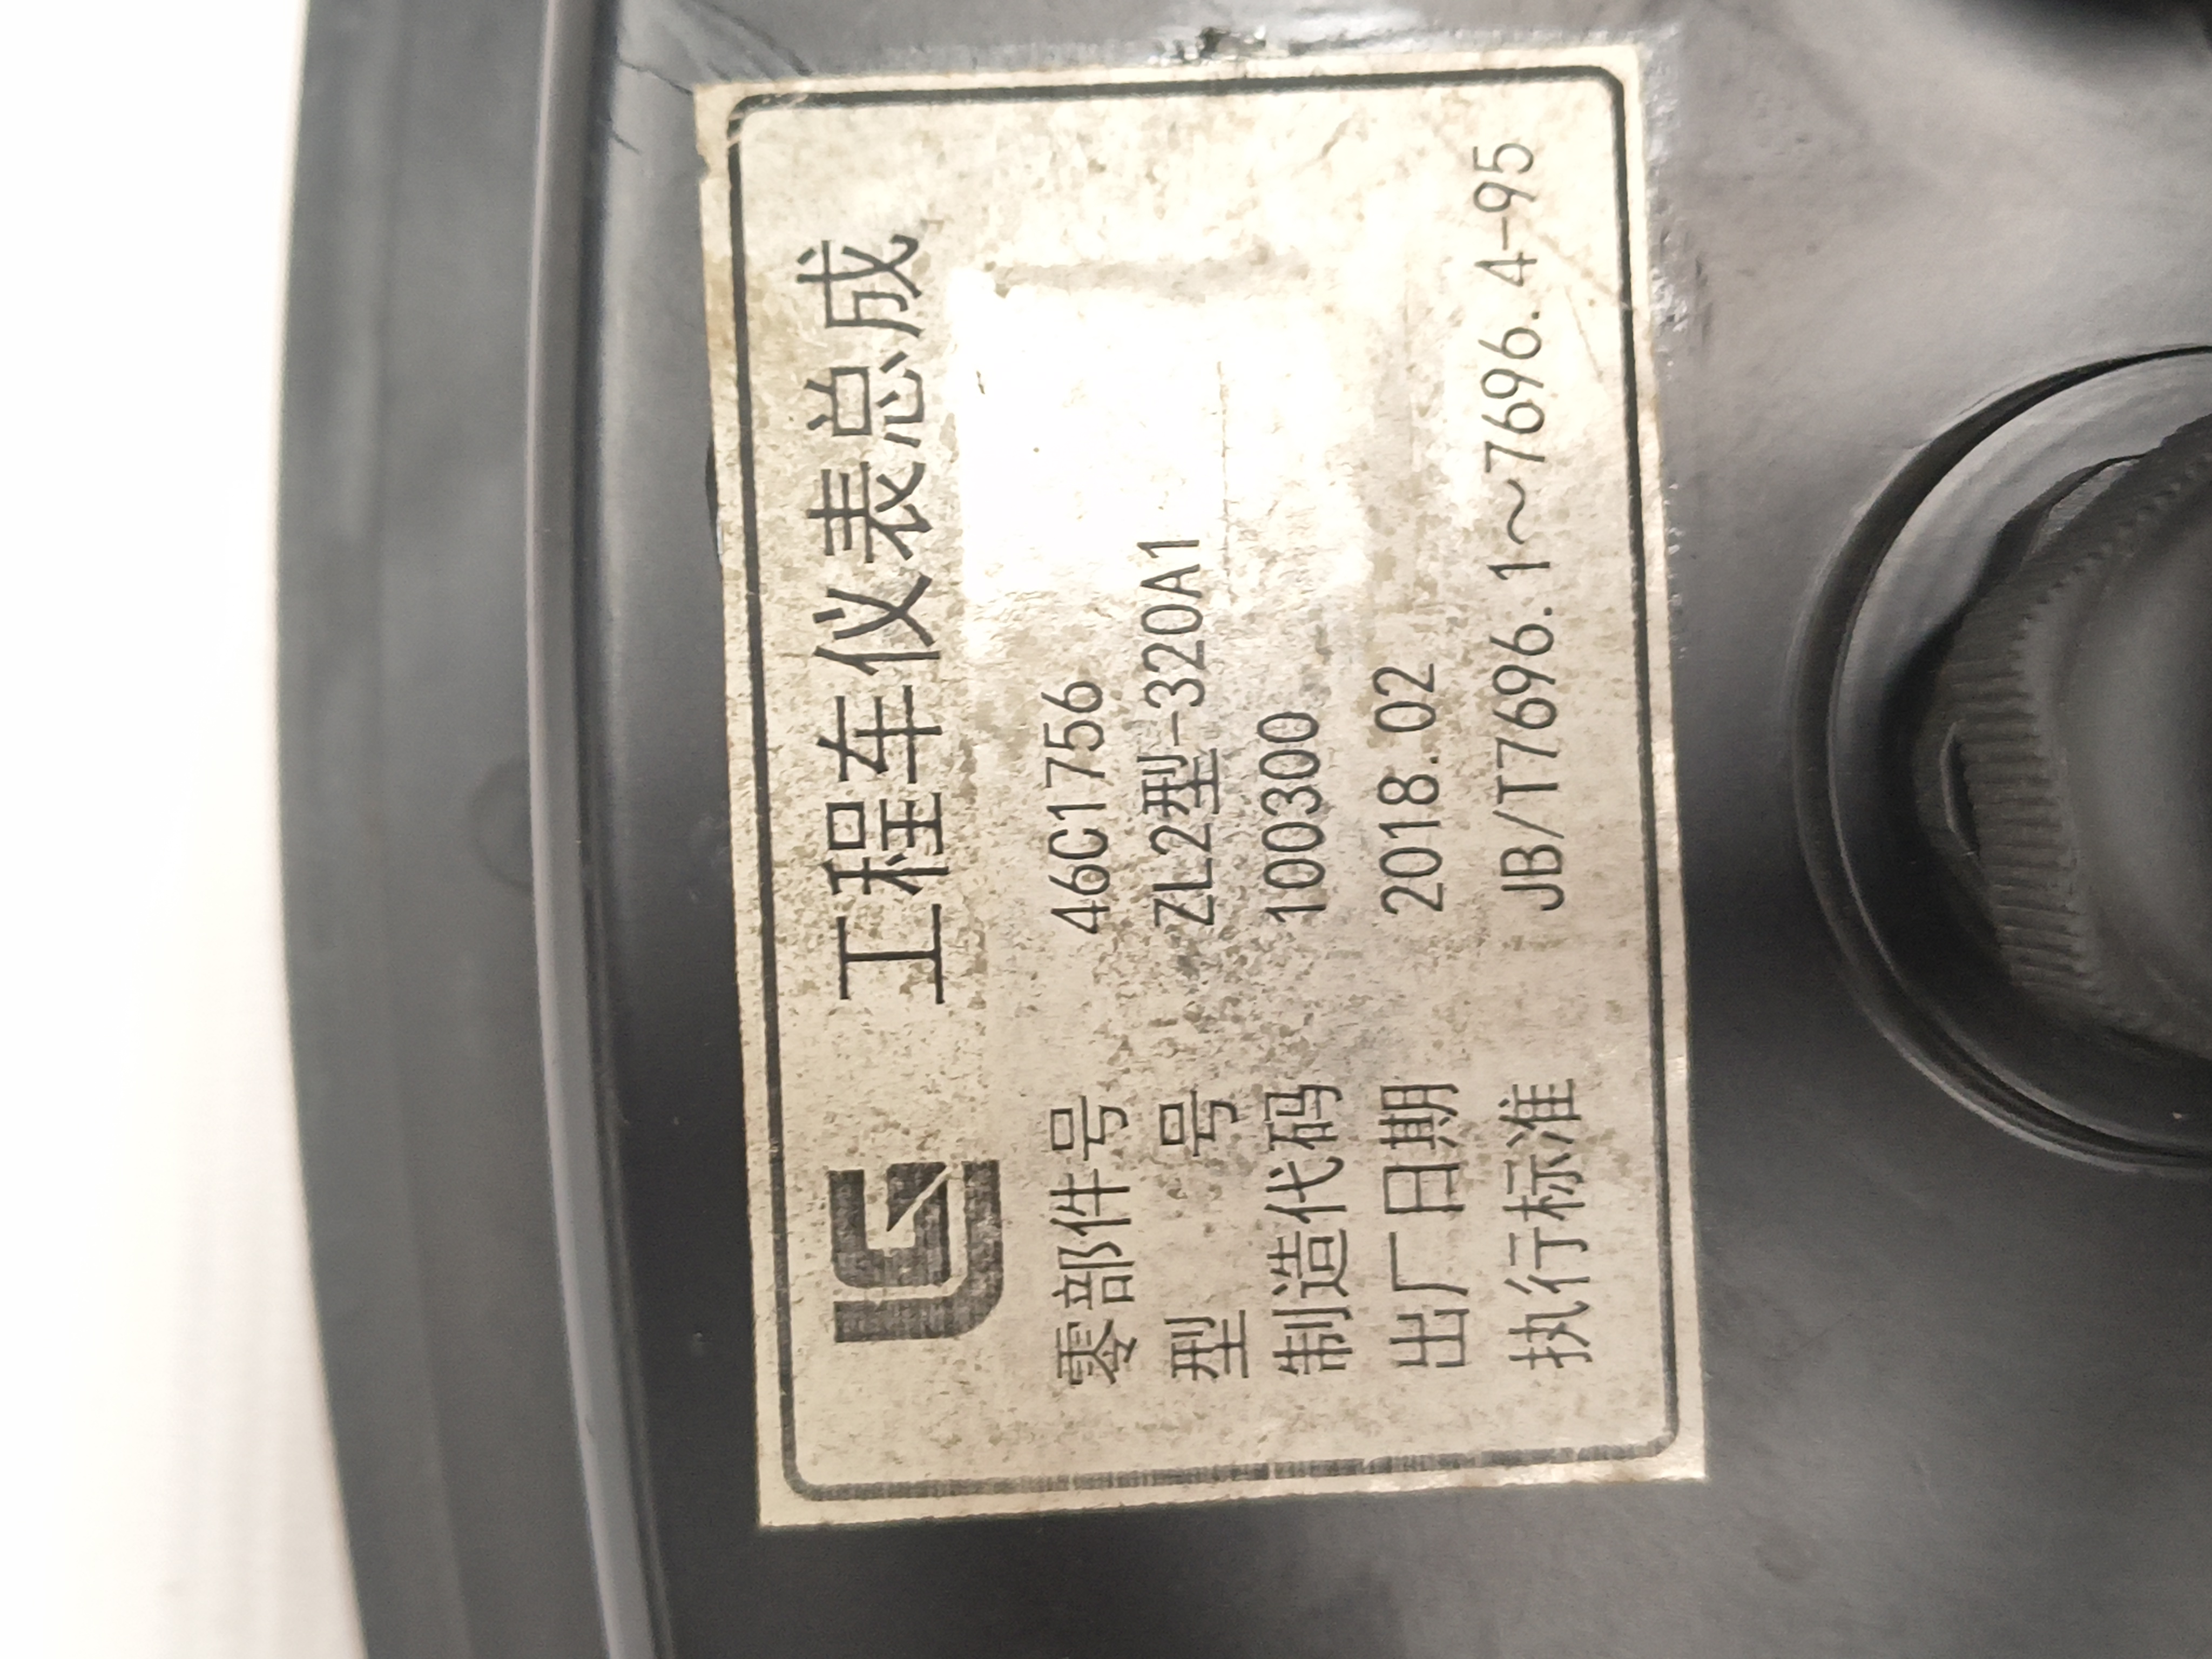 LG 工程车仪表总成
零部件号 46C1756
型 号 ZL2型-320A1
制造代码 100300
出厂日期 2018.02
执行标准 JB/T7696.1~7696.4-95